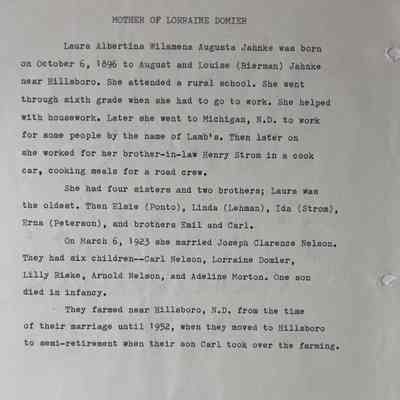 MOTHER OF LORRAINE DOMIER
Laura Albertina Wilamena Augusta Jahnke was born
on October 6, 1896 to August and Louise (Bierman) Jahnke
near Hillsboro. She attended a rural school. She went
through sixth grade when she had to go to work. She helped
with housework. Later she went to Michigan, N.D. to work
for some people by the name of Lamb's. Then later on
she worked for her brother-in-law Henry Strom in a cook
car, cooking meals for a road crew.
She had four sisters and two brothers; Laura was
the oldest. Then Elsie (Ponto), Linda (Lehman), Ida (Strom),
Erna (Peterson), and brothers Emil and Carl.
On March 6, 1923 she married Joseph Clarence Nelson.
They had six children--Carl Nelson, Lorraine Domier,
Lilly Rieke, Arnold Nelson, and Adeline Morton. One son
died in infancy.
They farmed near Hillsboro, N.D. from the time
of their marriage until 1952, when they moved to Hillsboro
to semi-retirement when their son Carl took over the farming.